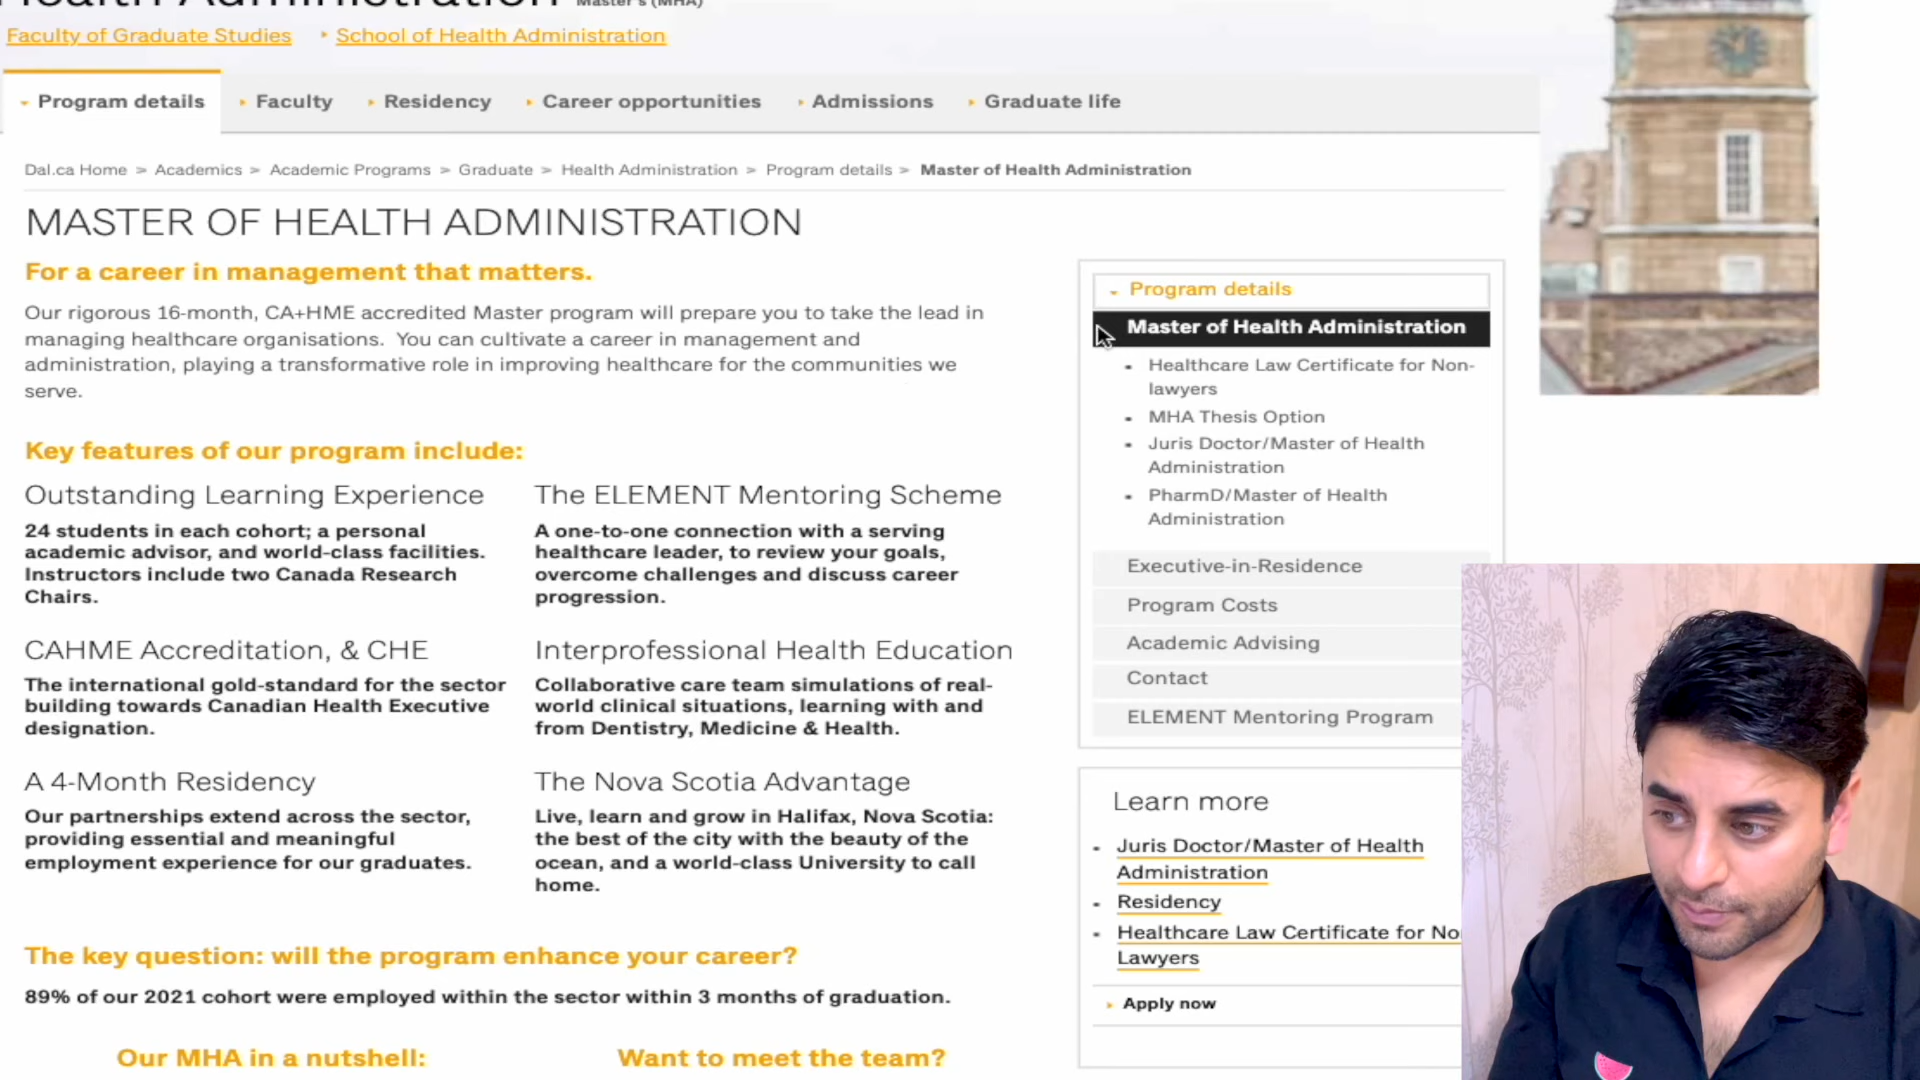 Health Administration Master's (MHA)
Faculty of Graduate Studies School of Health Administration
Program details Faculty Residency Career opportunities Admissions Graduate life
Dal.ca Home > Academics > Academic Programs > Graduate > Health Administration > Program details > Master of Health Administration
MASTER OF HEALTH ADMINISTRATION
For a career in management that matters.
Our rigorous 16-month, CA+HME accredited Master program will prepare you to take the lead in
managing healthcare organisations. You can cultivate a career in management and
administration, playing a transformative role in improving healthcare for the communities we
serve.
Key features of our program include:
Outstanding Learning Experience
24 students in each cohort; a personal
academic advisor, and world-class facilities.
Instructors include two Canada Research
Chairs.
The ELEMENT Mentoring Scheme
A one-to-one connection with a serving
healthcare leader, to review your goals,
overcome challenges and discuss career
progression.
CAHME Accreditation, & CHE
The international gold-standard for the sector
building towards Canadian Health Executive
designation.
Interprofessional Health Education
Collaborative care team simulations of real-
world clinical situations, learning with and
from Dentistry, Medicine & Health.
A 4-Month Residency
Our partnerships extend across the sector,
providing essential and meaningful
employment experience for our graduates.
The Nova Scotia Advantage
Live, learn and grow in Halifax, Nova Scotia:
the best of the city with the beauty of the
ocean, and a world-class University to call
home.
The key question: will the program enhance your career?
89% of our 2021 cohort were employed within the sector within 3 months of graduation.
Our MHA in a nutshell:
Want to meet the team?
Program details
Master of Health Administration
Healthcare Law Certificate for Non-
lawyers
MHA Thesis Option
Juris Doctor/Master of Health
Administration
PharmD/Master of Health
Administration
Executive-in-Residence
Program Costs
Academic Advising
Contact
ELEMENT Mentoring Program
Learn more
Juris Doctor/Master of Health
Administration
Residency
Healthcare Law Certificate for No
Lawyers
Apply now